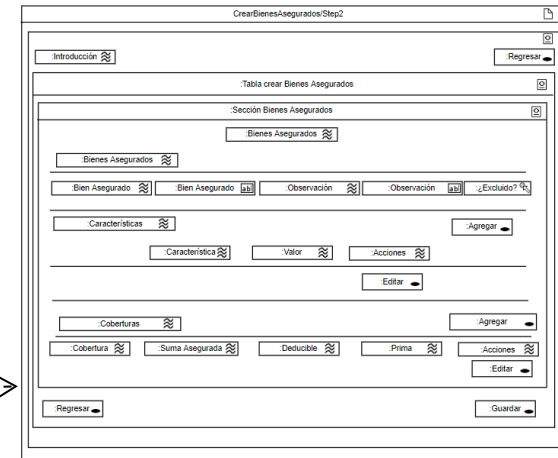 CrearBienesAsegurados/Step2
:Introducción :Regresar
:Tabla crear Bienes Asegurados
:Sección Bienes Asegurados
:Bienes Asegurados
:Bienes Asegurados
:Bien Asegurado :Bien Asegurado ab| :Observación :Observación ab| :¿Excluido?
:Características :Agregar
:Característica :Valor :Acciones
:Editar
:Coberturas :Agregar
:Cobertura :Suma Asegurada :Deducible :Prima :Acciones
:Editar
:Regresar :Guardar